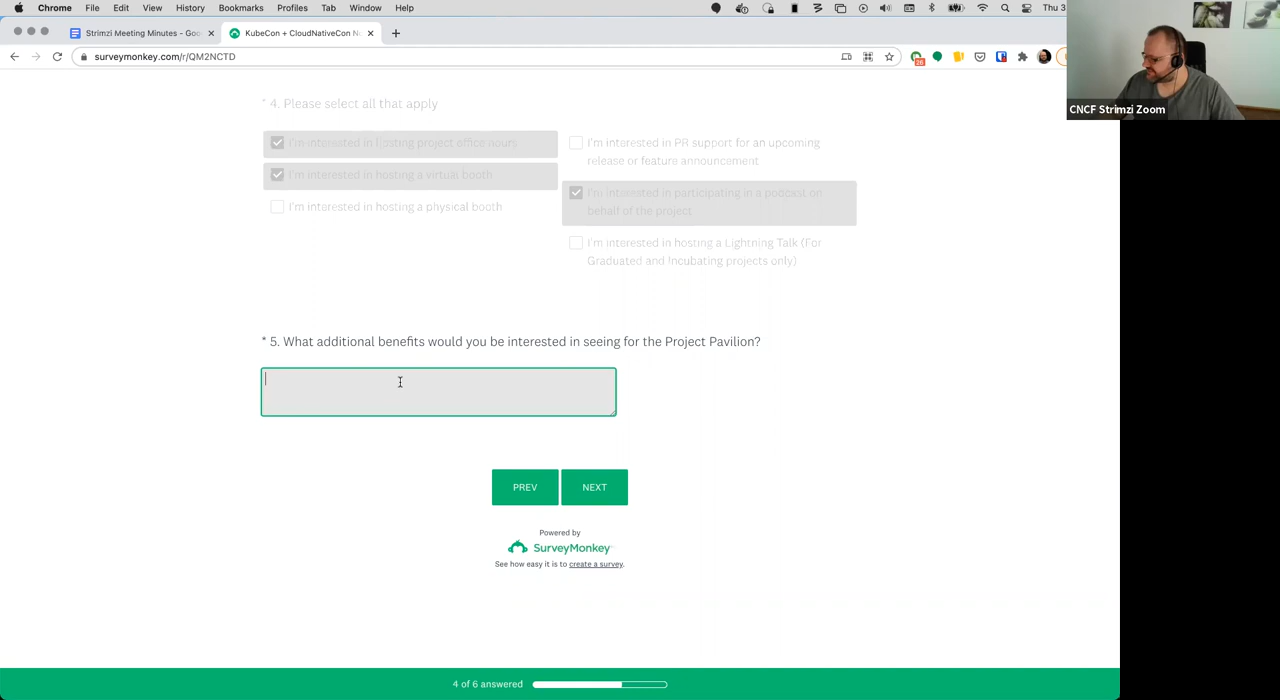 Chrome File Edit View History Bookmarks Profiles Tab Window Help Thu 3
Strimzi Meeting Minutes - Goo
KubeCon + CloudNativeCon N
surveymonkey.com/r/QM2NCTD
26
CNCF Strimzi Zoom
* 4. Please select all that apply
I'm interested in hosting project office hours
I'm interested in hosting a virtual booth
I'm interested in hosting a physical booth
I'm interested in PR support for an upcoming
release or feature announcement
I'm interested in participating in a podcast on
behalf of the project
I'm interested in hosting a Lightning Talk (For
Graduated and Incubating projects only)
* 5. What additional benefits would you be interested in seeing for the Project Pavilion?
PREV NEXT
Powered by
SurveyMonkey
See how easy it is to create a survey.
4 of 6 answered